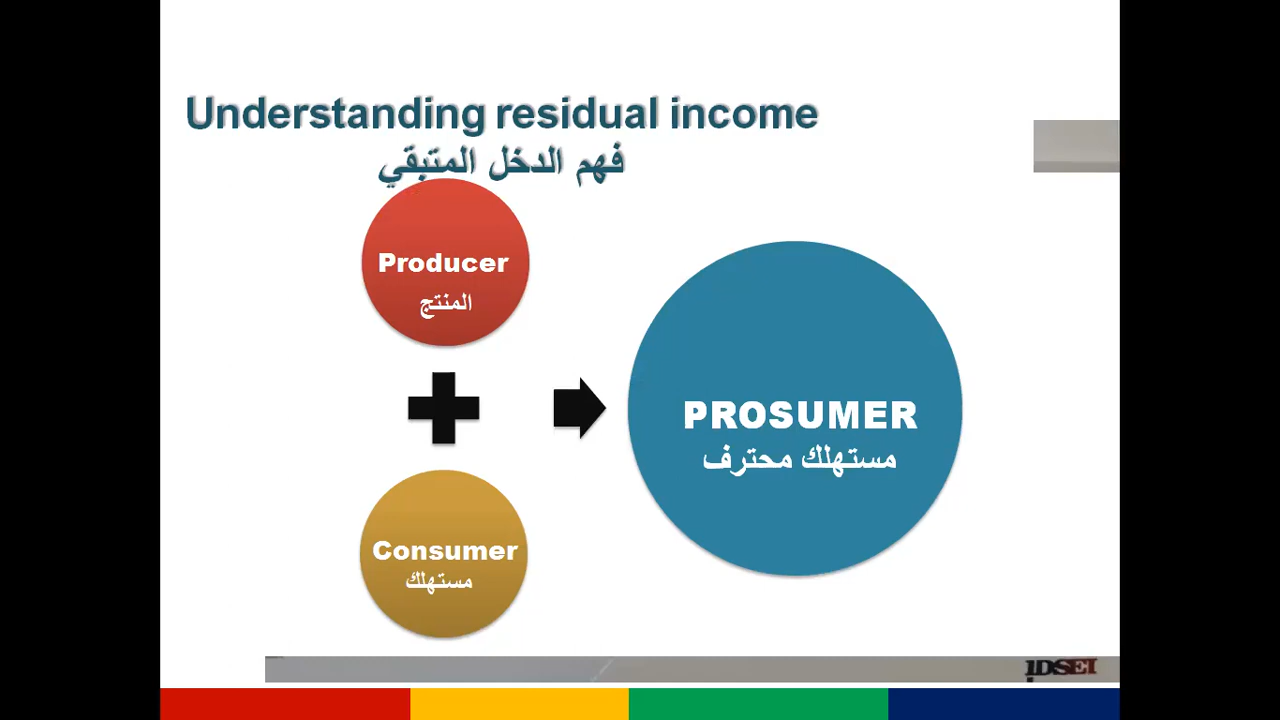 Understanding residual income
فهم الدخل المتبقي
Producer
المنتج
Consumer
مستهلك
PROSUMER
مستهلك محترف